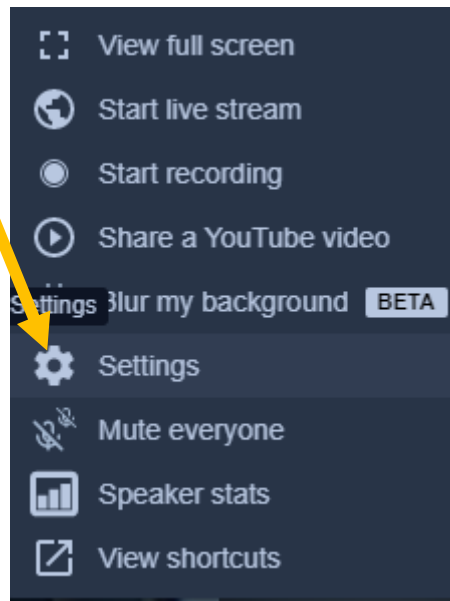 View full screen
Start live stream
Start recording
Share a YouTube video
Settings Blur my background BETA
Settings
Mute everyone
Speaker stats
View shortcuts